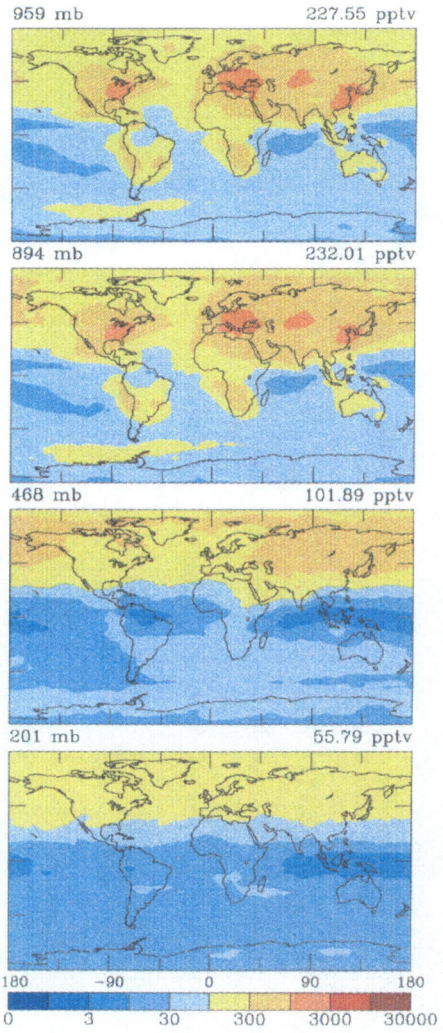 959 mb 227.55 pptv
894 mb 232.01 pptv
468 mb 101.89 pptv
201 mb 55.79 pptv
180 -90 0 90 180
0 3 30 300 3000 30000